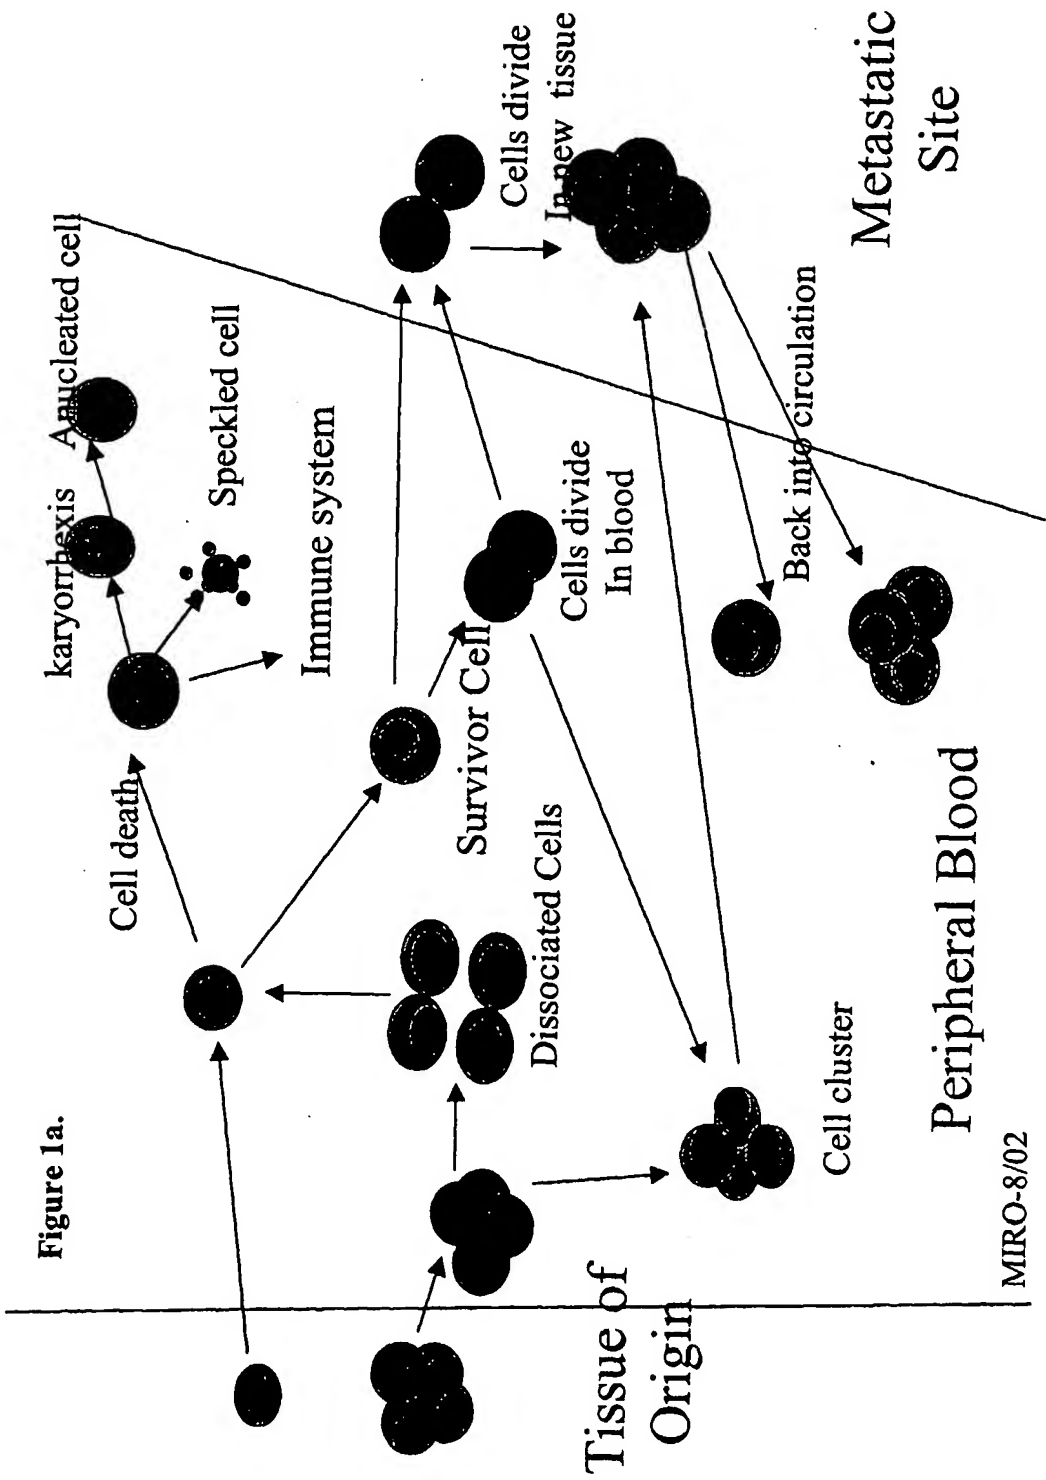 Figure 1a.
Cell death
karyorrhexis
Anucleated cell
Speckled cell
Immune system
Survivor Cell
Dissociated Cells
Cells divide
In blood
Cells divide
In new tissue
Cell cluster
Back into circulation
Tissue of
Origin
Peripheral Blood
Metastatic
Site
MIRO-8/02